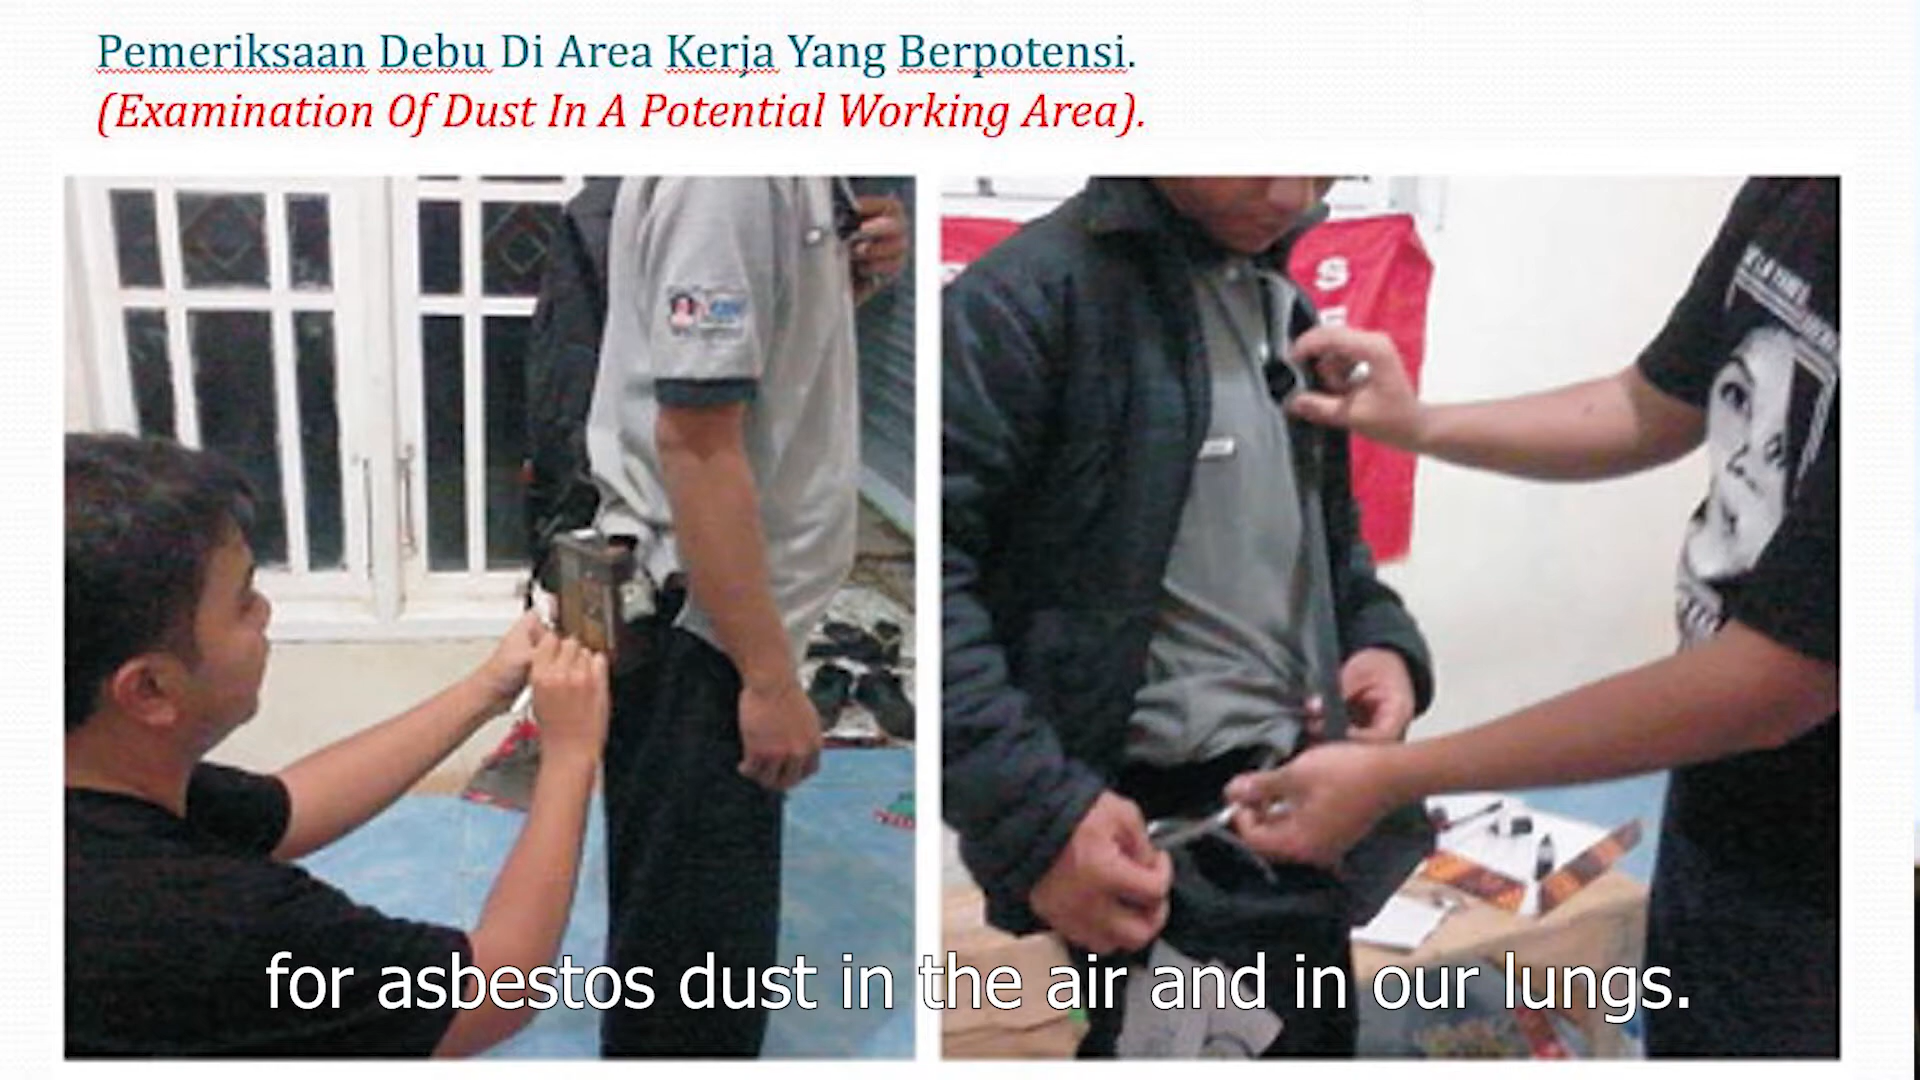 Pemeriksaan Debu Di Area Kerja Yang Berpotensi.
(Examination Of Dust In A Potential Working Area).
for asbestos dust in the air and in our lungs.